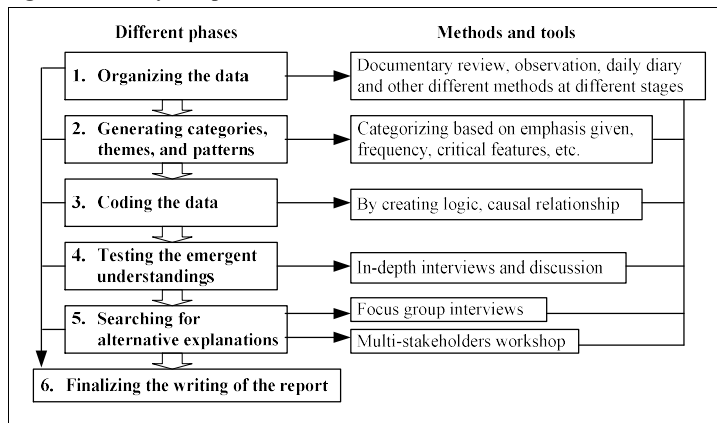 Different phases
Methods and tools
1. Organizing the data
Documentary review, observation, daily diary
and other different methods at different stages
2. Generating categories,
themes, and patterns
Categorizing based on emphasis given,
frequency, critical features, etc.
3. Coding the data
By creating logic, causal relationship
4. Testing the emergent
understandings
In-depth interviews and discussion
5. Searching for
alternative explanations
Focus group interviews
Multi-stakeholders workshop
6. Finalizing the writing of the report